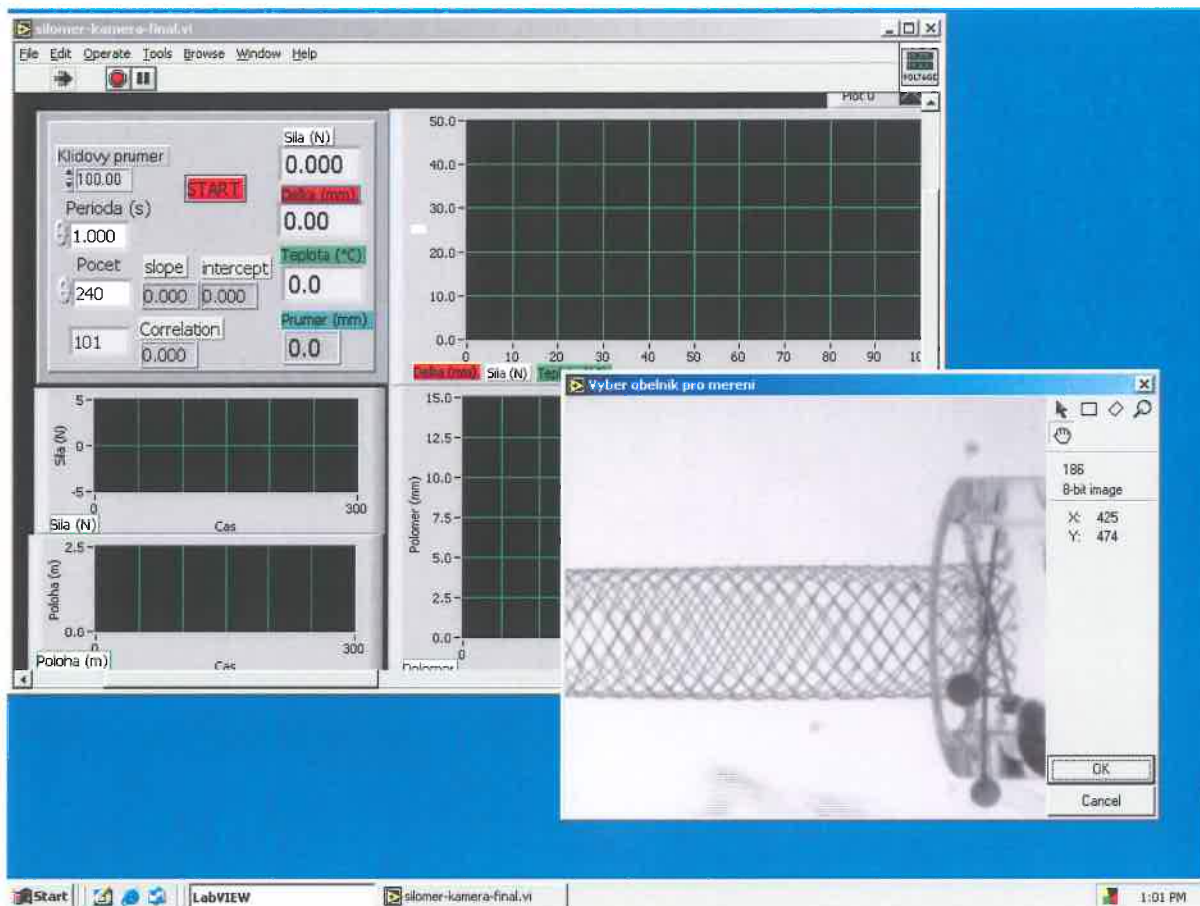 silomer-kamera-final.vi
File Edit Operate Tools Browse Window Help
VOLTAGE
Plot 0
Klidovy prumer
100.00
START
Perioda (s)
1.000
Pocet
240
slope
0.000
intercept
0.000
101
Correlation
0.000
Sila (N)
0.000
Delka (mm)
0.00
Teplota (°C)
0.0
Prumer (mm)
0.0
50.0
40.0
30.0
20.0
10.0
0.0
0 10 20 30 40 50 60 70 80 90
Delka (mm) Sila (N)
5
0
-5
Sila (N)
0 300
Sila (N) Cas
2.5
0.0
Poloha (m)
0 300
Poloha (m) Cas
15.0
12.5
10.0
7.5
5.0
2.5
0.0
Polomer (mm)
0
Polomer
Vyber obelnik pro mereni
186
8-bit image
X: 425
Y: 474
OK
Cancel
Start LabVIEW silomer-kamera-final.vi 1:01 PM